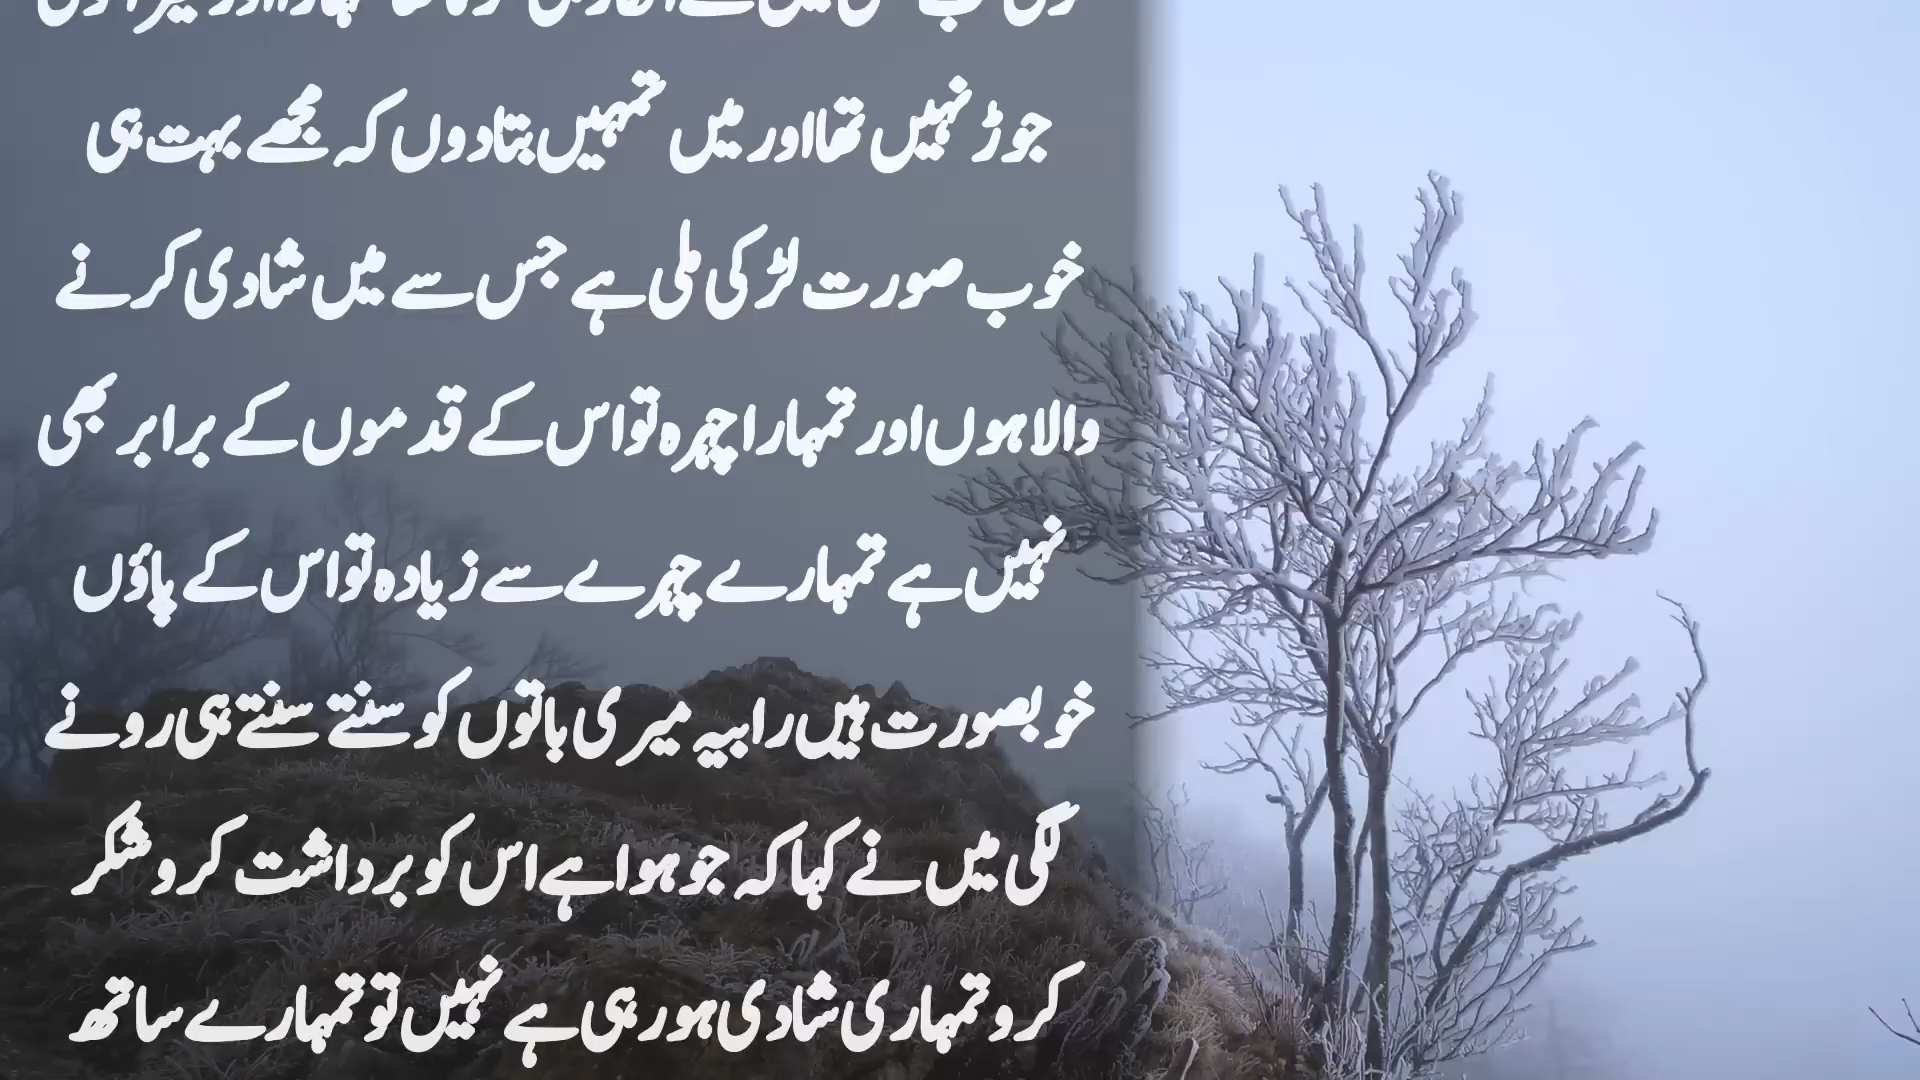 جوڑ نہیں تھا اور میں تمہیں بتا دوں کہ مجھے بہت ہی
خوب صورت لڑکی ملی ہے جس سے میں شادی کرنے
والا ہوں اور تمہارا چہرہ تو اس کے قدموں کے برابر بھی
نہیں ہے تمہارے چہرے سے زیادہ تو اس کے پاؤں
خوبصورت ہیں رابیہ میری باتوں کو سنتے سنتے ہی رونے
لگی میں نے کہا کہ جو ہوا ہے اس کو برداشت کرو شکر
کرو تمہاری شادی ہو رہی ہے نہیں تو تمہارے ساتھ